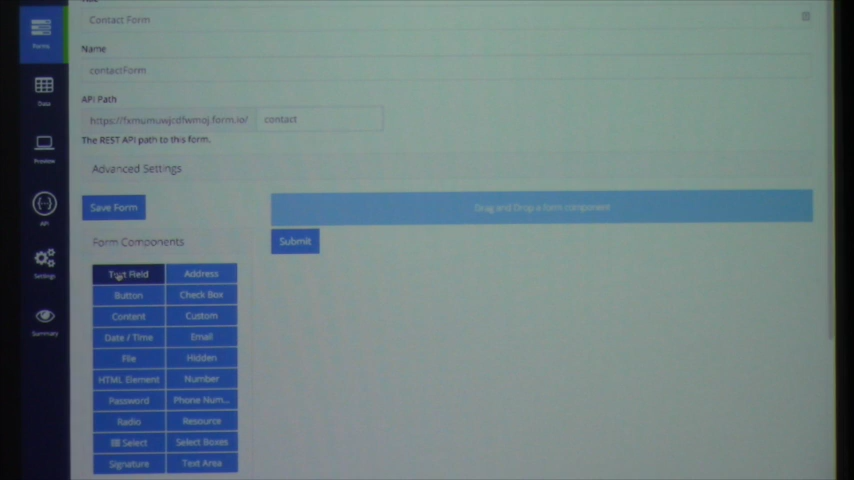 Contact Form
Name
contactForm
API Path
https://fxmumuwjcdfwmoj.form.io/ contact
The REST API path to this form.
Advanced Settings
Save Form
Drag and Drop a form component
Submit
Form Components
Text Field Address
Button Check Box
Content Custom
Date / Time Email
File Hidden
HTML Element Number
Password Phone Num...
Radio Resource
Select Select Boxes
Signature Text Area
Forms
Data
Preview
API
Settings
Summary